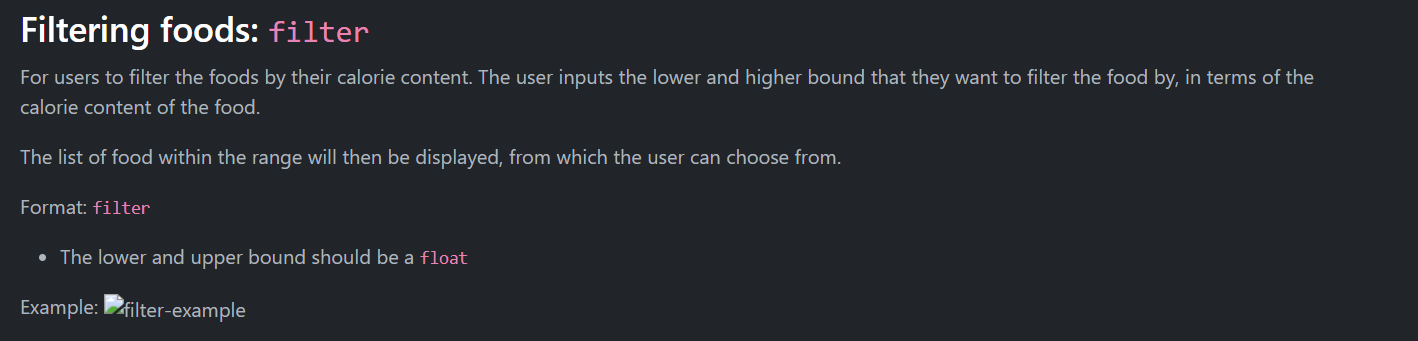 Filtering foods: filter
For users to filter the foods by their calorie content. The user inputs the lower and higher bound that they want to filter the food by, in terms of the
calorie content of the food.
The list of food within the range will then be displayed, from which the user can choose from.
Format: filter
• The lower and upper bound should be a float
Example: filter-example